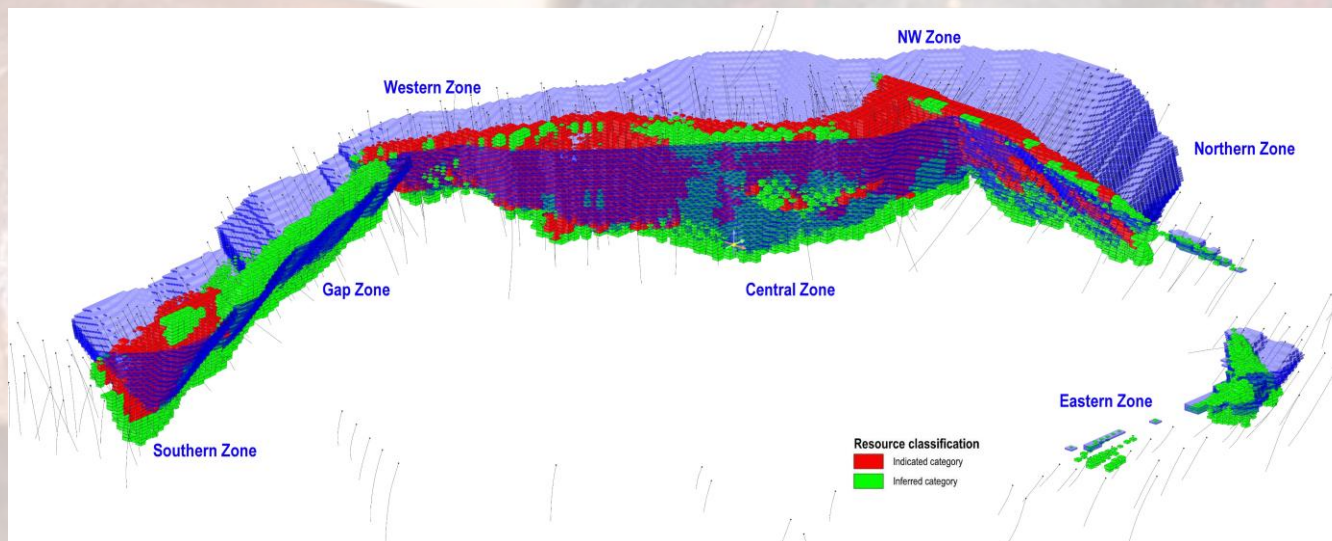 NW Zone
Western Zone
Northern Zone
Gap Zone
Central Zone
Eastern Zone
Southern Zone
Resource classification
Indicated category
Inferred category